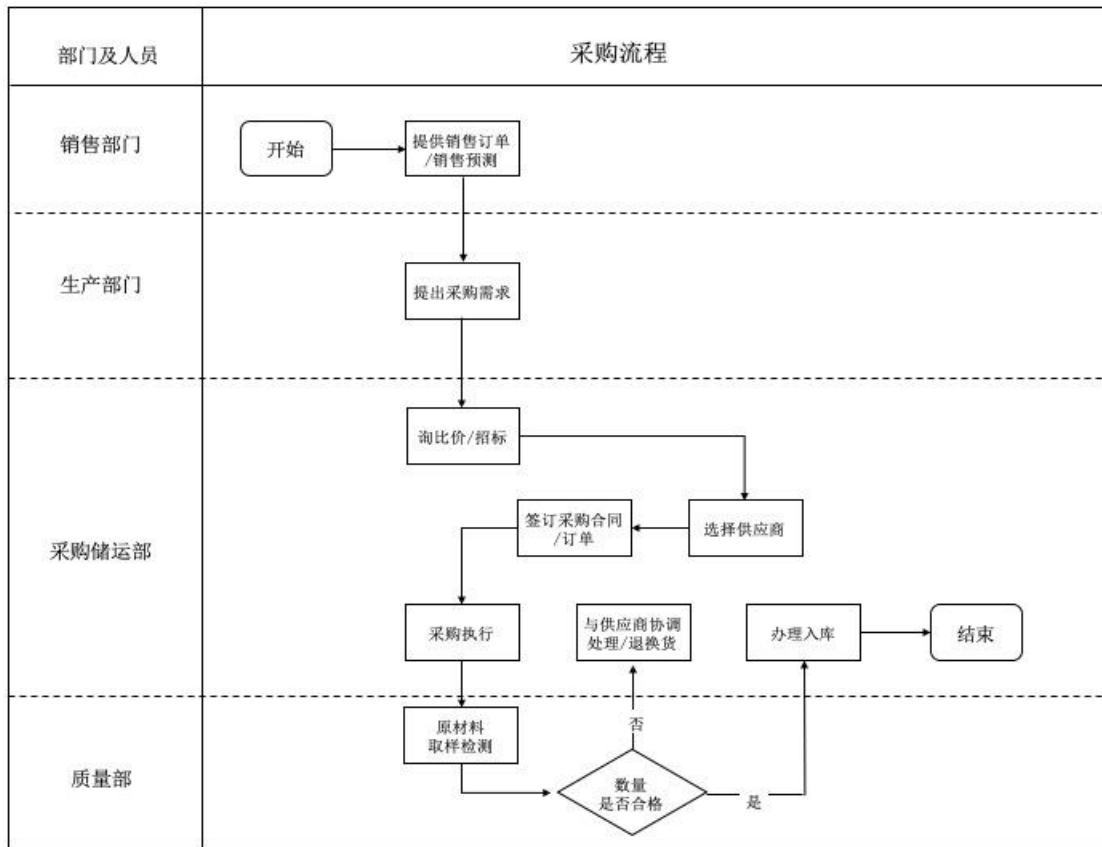 部门及人员
采购流程
销售部门
开始
提供销售订单
/销售预测
生产部门
提出采购需求
采购储运部
询比价/招标
签订采购合同
/订单
选择供应商
采购执行
与供应商协调
处理/退换货
办理入库
结束
质量部
原材料
取样检测
否
数量
是否合格
是